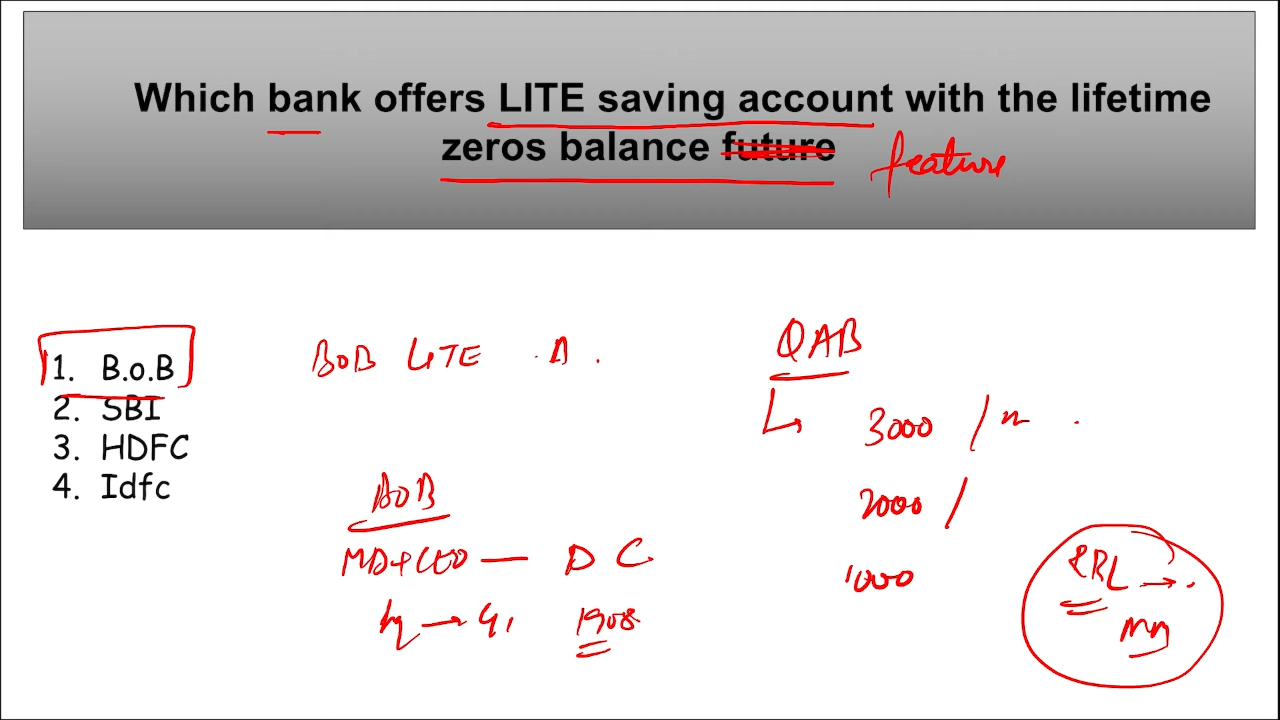 Which bank offers LITE saving account with the lifetime
zeros balance future feature
1. B.o.B
2. SBI
3. HDFC
4. Idfc
BOB LITE . A .
QAB
3000 / m .
2000 /
1000
BOB
MD+CEO — D C
hq → G,
1908
→ .